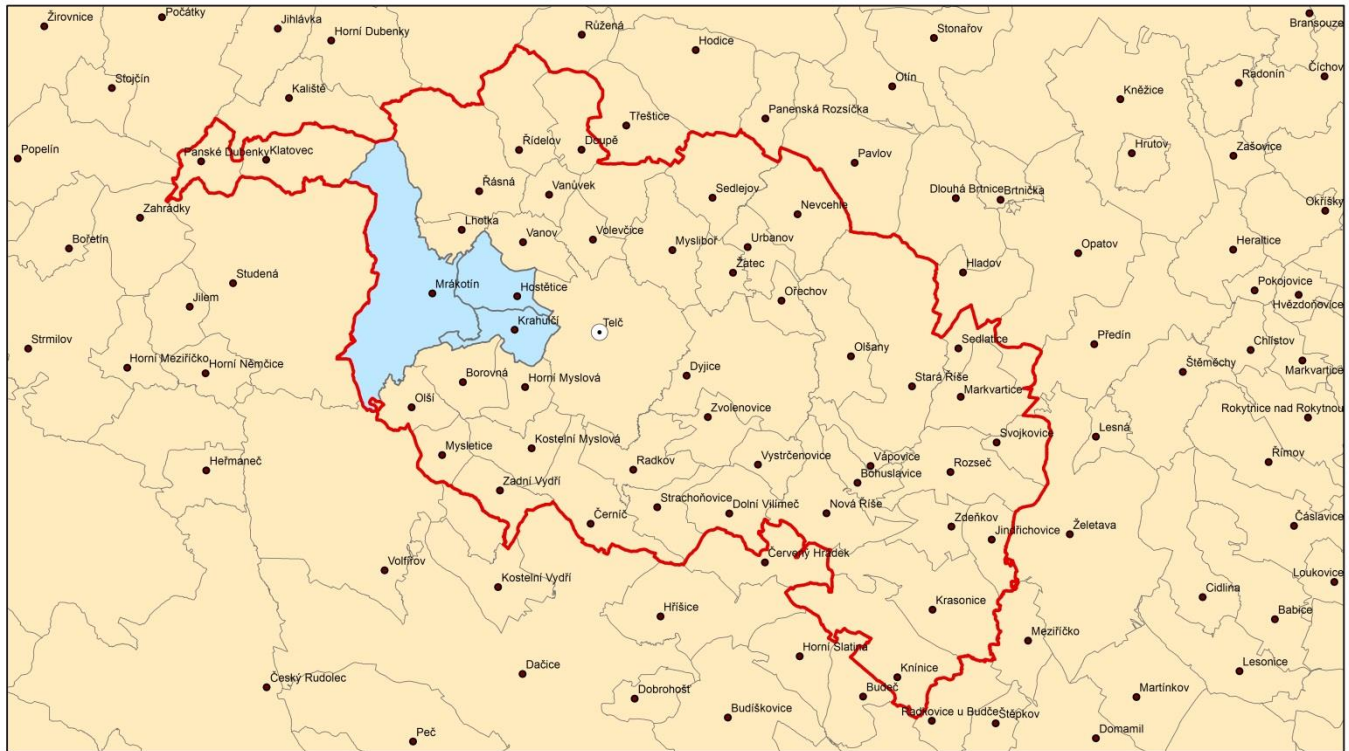 Žirovnice
Počátky
Jihlávka
Horní Dubenky
Růžená
Hodice
Stonařov
Bransouze
Stojčín
Kaliště
Otín
Kněžice
Radonín
Číchov
Třeštice
Panenská Rozsíčka
Popelín
Panské Dubenky
Klatovec
Řídelov
Doupě
Pavlov
Hrutov
Zašovice
Řásná
Vanůvek
Sedlejov
Dlouhá Brtnice
Brtnička
Zahrádky
Nevcehle
Okříšky
Bořetín
Lhotka
Vanov
Volevčice
Mysliboř
Urbanov
Opatov
Heraltice
Studená
Žatec
Hladov
Jilem
Mrákotín
Hostětice
Ořechov
Pokojovice
Hvězdoňovice
Strmilov
Krahulčí
Telč
Sedlatice
Předín
Chlístov
Horní Meziříčko
Horní Němčice
Olšany
Štěměchy
Markvartice
Borovná
Horní Myslová
Dyjice
Stará Říše
Markvartice
Olší
Zvolenovice
Rokytnice nad Rokytnou
Mysletice
Kostelní Myslová
Svojkovice
Lesná
Heřmaneč
Radkov
Vystrčenovice
Vápovice
Bohuslavice
Rozseč
Římov
Zadní Vydří
Strachoňovice
Dolní Vilímeč
Nová Říše
Černíč
Zdeňkov
Jindřichovice
Želetava
Čáslavice
Volfířov
Kostelní Vydří
Červený Hrádek
Loukovice
Hříšice
Krasonice
Cidlina
Babice
Meziříčko
Horní Slatina
Dačice
Knínice
Lesonice
Český Rudolec
Dobrohošť
Budeč
Martínkov
Budíškovice
Radkovice u Budče
Štěpkov
Peč
Domamil